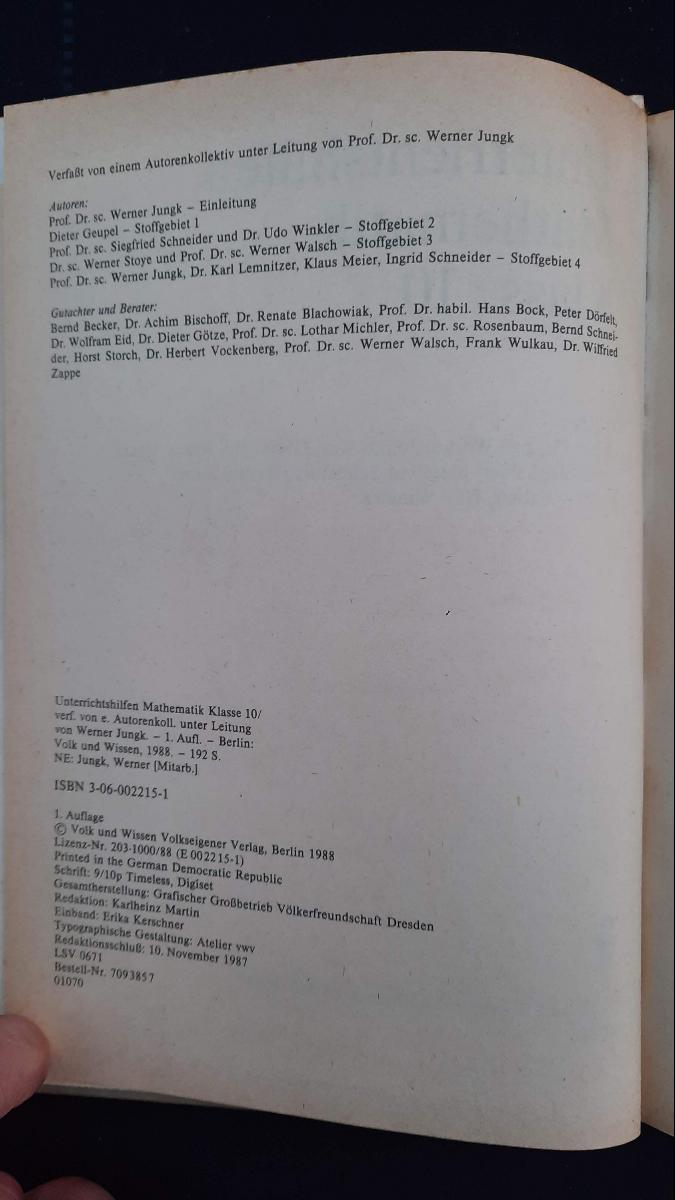 Verfaßt von einem Autorenkollektiv unter Leitung von Prof. Dr. sc. Werner Jungk
Autoren:
Prof. Dr. sc. Werner Jungk – Einleitung
Dieter Geupel – Stoffgebiet 1
Prof. Dr. sc. Siegfried Schneider und Dr. Udo Winkler – Stoffgebiet 2
Dr. sc. Werner Stoye und Prof. Dr. sc. Werner Walsch – Stoffgebiet 3
Prof. Dr. sc. Werner Jungk, Dr. Karl Lemnitzer, Klaus Meier, Ingrid Schneider – Stoffgebiet 4
Gutachter und Berater:
Bernd Becker, Dr. Achim Bischoff, Dr. Renate Blachowiak, Prof. Dr. habil. Hans Bock, Peter Dörfelt,
Dr. Wolfram Eid, Dr. Dieter Götze, Prof. Dr. sc. Lothar Michler, Prof. Dr. sc. Rosenbaum, Bernd Schnei-
der, Horst Storch, Dr. Herbert Vockenberg, Prof. Dr. sc. Werner Walsch, Frank Wulkau, Dr. Wilfried
Zappe
Unterrichtshilfen Mathematik Klasse 10/
verf. von e. Autorenkoll. unter Leitung
von Werner Jungk. – 1. Aufl. – Berlin:
Volk und Wissen, 1988. – 192 S.
NE: Jungk, Werner [Mitarb.]
ISBN 3-06-002215-1
1. Auflage
© Volk und Wissen Volkseigener Verlag, Berlin 1988
Lizenz-Nr. 203-1000/88 (E 002215-1)
Printed in the German Democratic Republic
Schrift: 9/10p Timeless, Digiset
Gesamtherstellung: Grafischer Großbetrieb Völkerfreundschaft Dresden
Redaktion: Karlheinz Martin
Einband: Erika Kerschner
Typographische Gestaltung: Atelier vwv
Redaktionsschluß: 10. November 1987
LSV 0671
Bestell-Nr. 7093857
01070